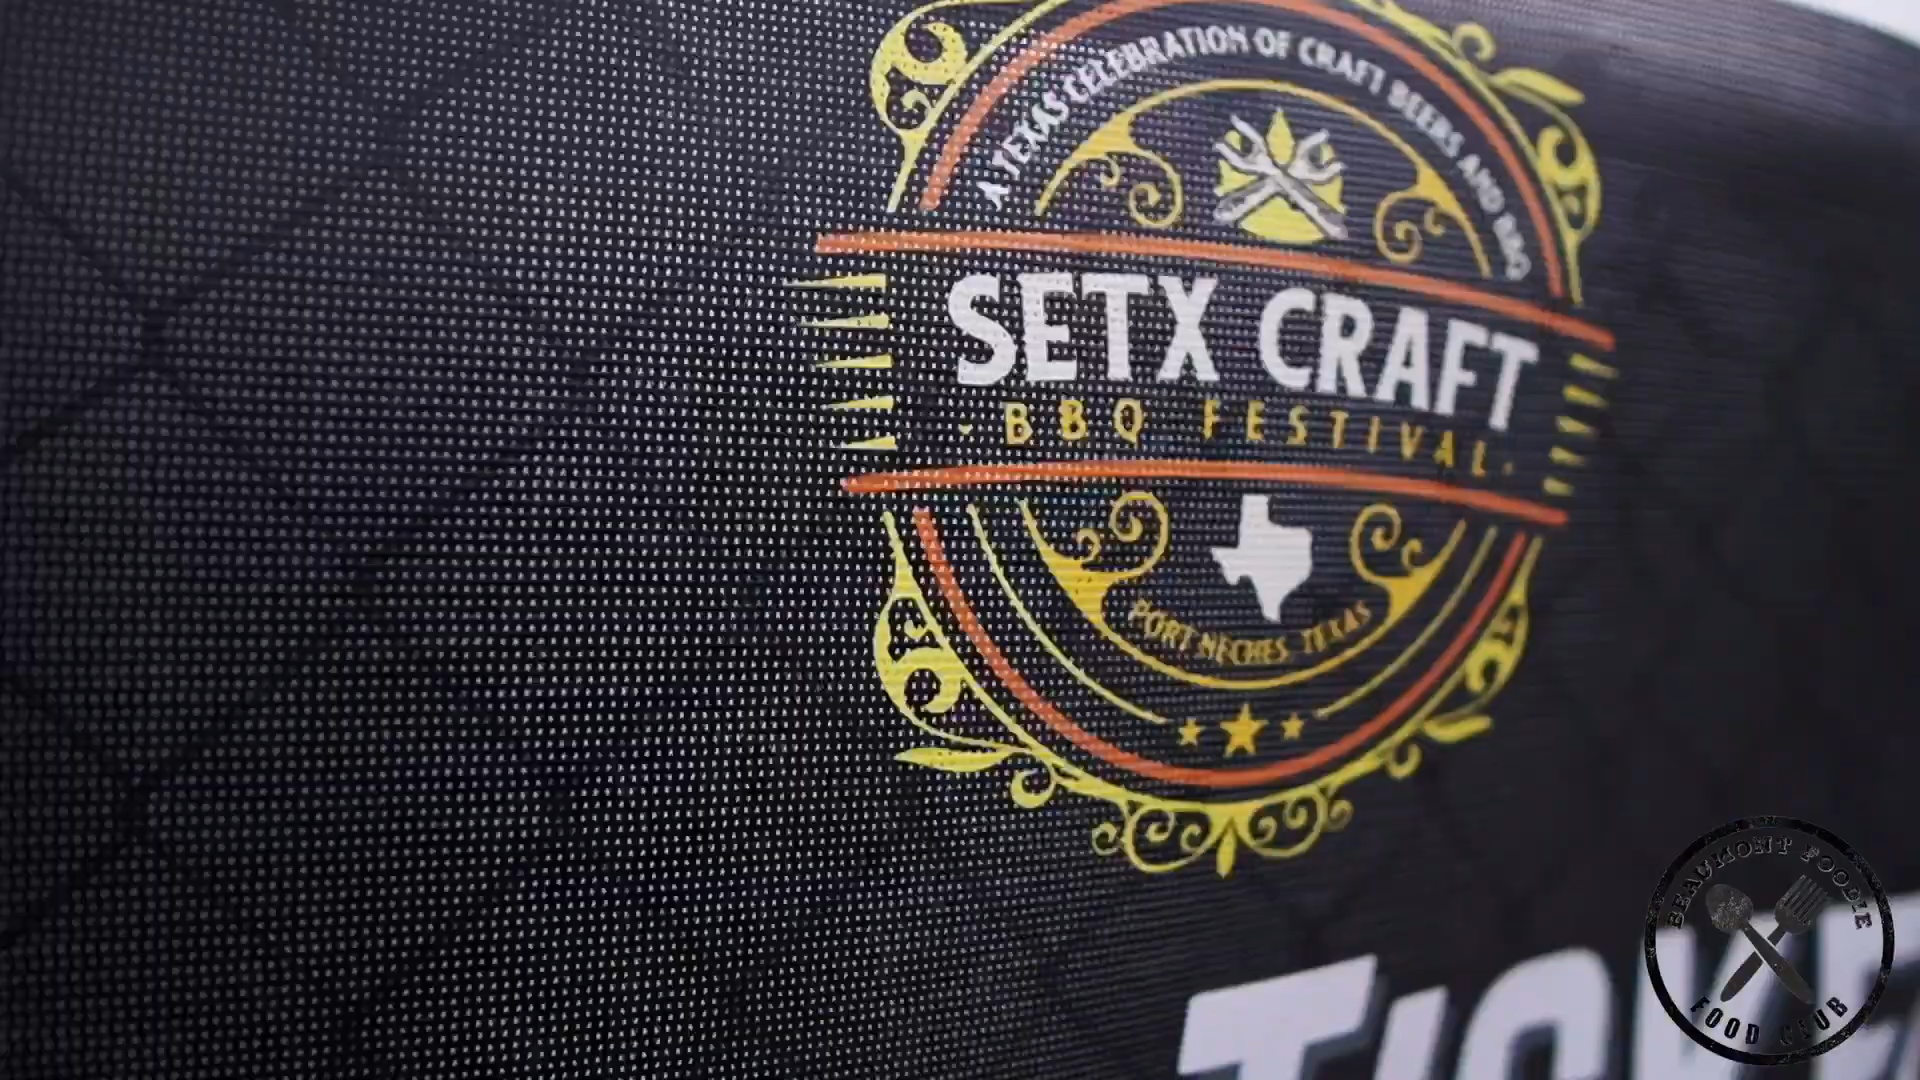 A TEXAS CELEBRATION OF CRAFT BEERS AND BBQ
SETX CRAFT
· BBQ FESTIVAL ·
PORT NECHES, TEXAS
BEAUMONT FOODIE
FOOD CLUB